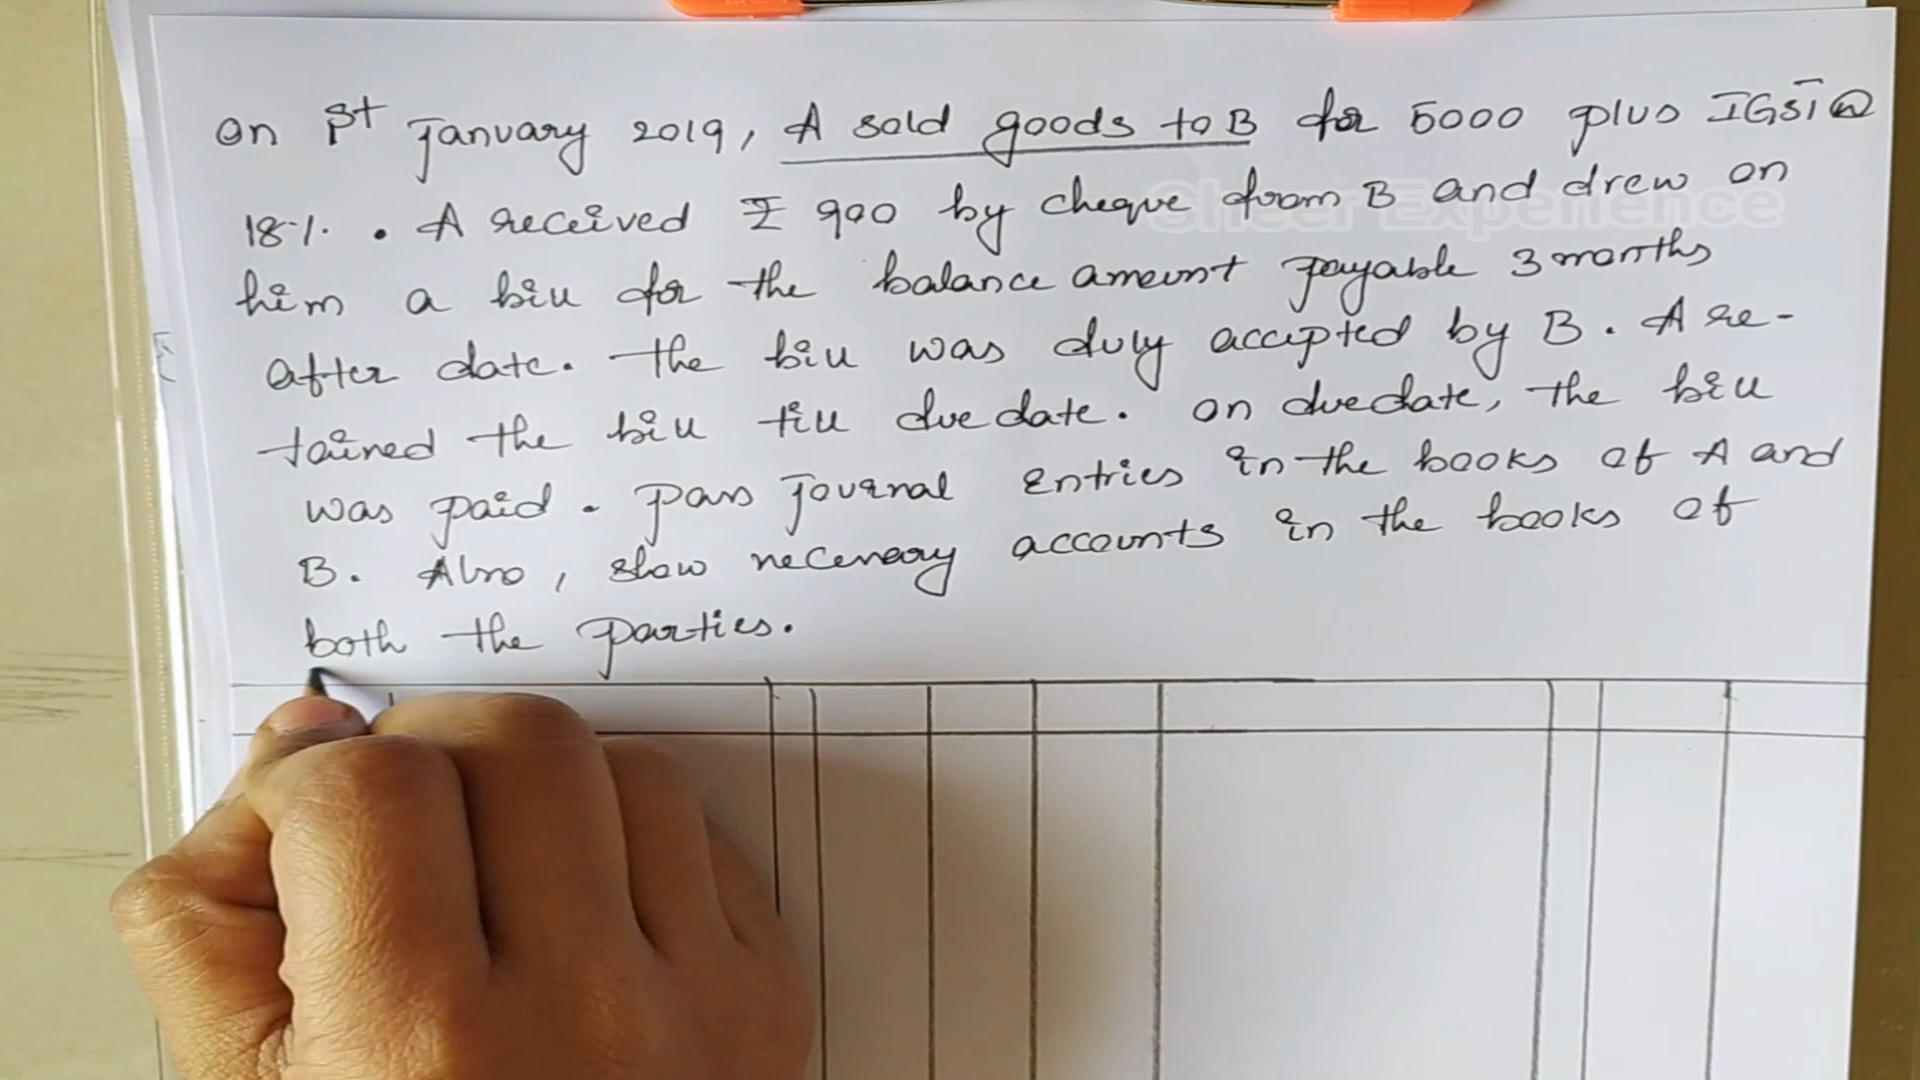 On 1st January 2019, A sold goods to B for 5000 plus IGST @
18%. A received ₹ 900 by cheque from B and drew on
him a bill for the balance amount payable 3 months
after date. The bill was duly accepted by B. A re-
tained the bill till due date. On due date, the bill
was paid. Pass Journal entries in the books of A and
B. Also, show necessary accounts in the books of
both the parties.
Sheer Experience